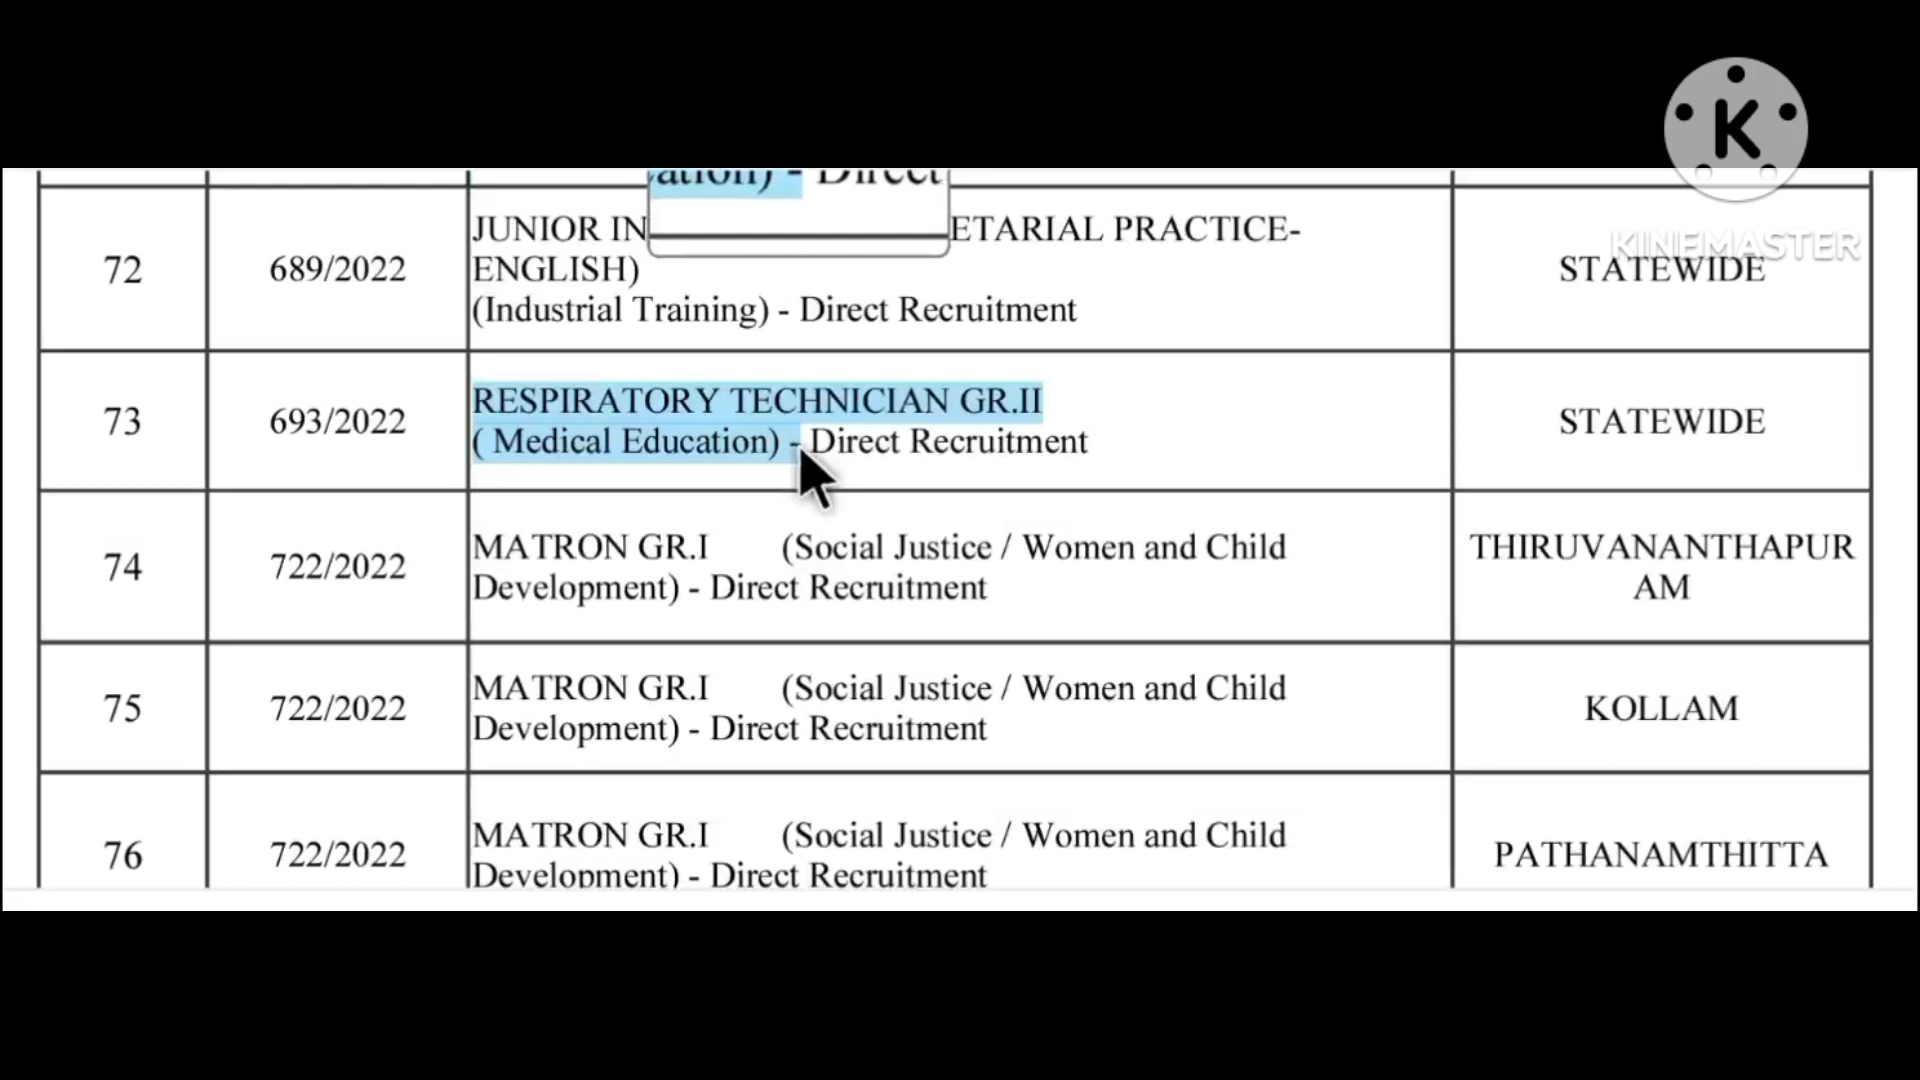 ation) - Direct
72 689/2022 JUNIOR IN ETARIAL PRACTICE-
ENGLISH)
(Industrial Training) - Direct Recruitment STATEWIDE
73 693/2022 RESPIRATORY TECHNICIAN GR.II
( Medical Education) - Direct Recruitment STATEWIDE
74 722/2022 MATRON GR.I (Social Justice / Women and Child
Development) - Direct Recruitment THIRUVANANTHAPUR
AM
75 722/2022 MATRON GR.I (Social Justice / Women and Child
Development) - Direct Recruitment KOLLAM
76 722/2022 MATRON GR.I (Social Justice / Women and Child
Development) - Direct Recruitment PATHANAMTHITTA
K
KINEMASTER